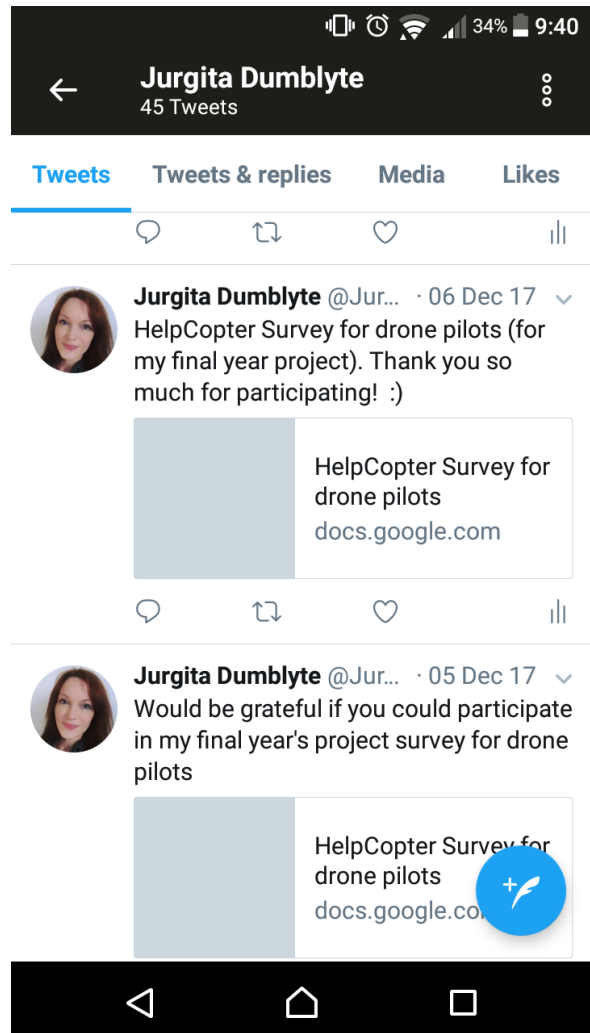 34% 9:40
Jurgita Dumblyte
45 Tweets
Tweets Tweets & replies Media Likes
Jurgita Dumblyte @Jur... · 06 Dec 17
HelpCopter Survey for drone pilots (for
my final year project). Thank you so
much for participating! :)
HelpCopter Survey for
drone pilots
docs.google.com
Jurgita Dumblyte @Jur... · 05 Dec 17
Would be grateful if you could participate
in my final year's project survey for drone
pilots
HelpCopter Survey for
drone pilots
docs.google.co